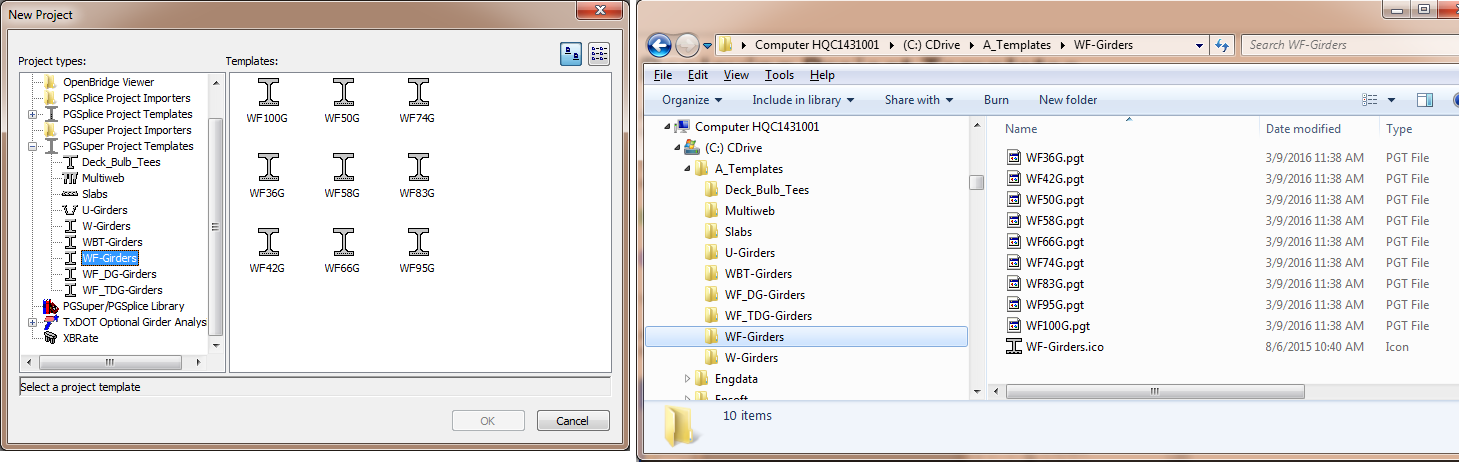 New Project
Project types:
Templates:
OpenBridge Viewer
PGSplice Project Importers
PGSplice Project Templates
PGSuper Project Importers
PGSuper Project Templates
Deck_Bulb_Tees
Multiweb
Slabs
U-Girders
W-Girders
WBT-Girders
WF-Girders
WF_DG-Girders
WF_TDG-Girders
PGSuper/PGSplice Library
TxDOT Optional Girder Analys
XBRate
WF100G WF50G WF74G
WF36G WF58G WF83G
WF42G WF66G WF95G
Select a project template
OK Cancel
Computer HQC1431001 (C:) CDrive A_Templates WF-Girders
Search WF-Girders
File Edit View Tools Help
Organize Include in library Share with Burn New folder
Computer HQC1431001
(C:) CDrive
A_Templates
Deck_Bulb_Tees
Multiweb
Slabs
U-Girders
WBT-Girders
WF_DG-Girders
WF_TDG-Girders
WF-Girders
W-Girders
Engdata
Name Date modified Type
WF36G.pgt 3/9/2016 11:38 AM PGT File
WF42G.pgt 3/9/2016 11:38 AM PGT File
WF50G.pgt 3/9/2016 11:38 AM PGT File
WF58G.pgt 3/9/2016 11:38 AM PGT File
WF66G.pgt 3/9/2016 11:38 AM PGT File
WF74G.pgt 3/9/2016 11:38 AM PGT File
WF83G.pgt 3/9/2016 11:38 AM PGT File
WF95G.pgt 3/9/2016 11:38 AM PGT File
WF100G.pgt 3/9/2016 11:38 AM PGT File
WF-Girders.ico 8/6/2015 10:40 AM Icon
10 items